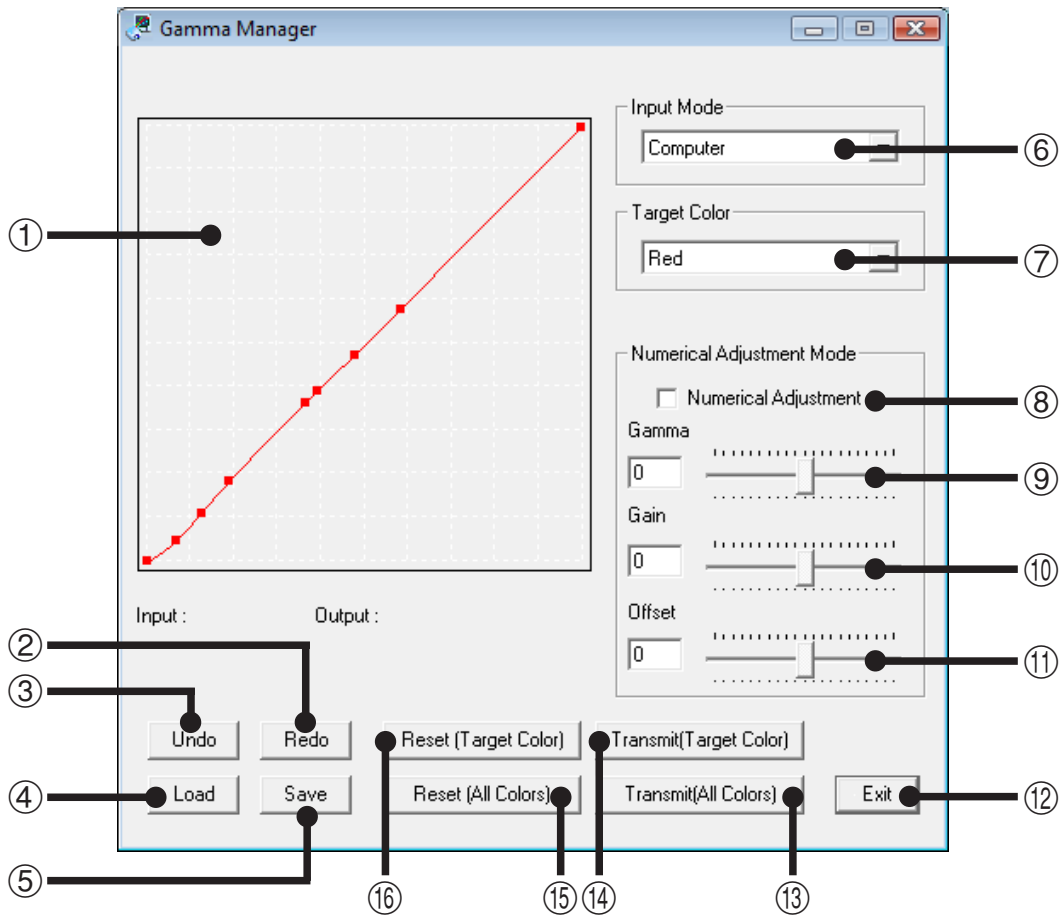 Gamma Manager
Input Mode
Computer
⑥
Target Color
①
Red
⑦
Numerical Adjustment Mode
Numerical Adjustment
⑧
Gamma
0
⑨
Gain
0
⑩
Input : Output :
Offset
0
⑪
②
③
Undo Redo Reset (Target Color) Transmit(Target Color)
④
Load Save Reset (All Colors) Transmit(All Colors) Exit
⑫
⑤
⑯ ⑮ ⑭ ⑬